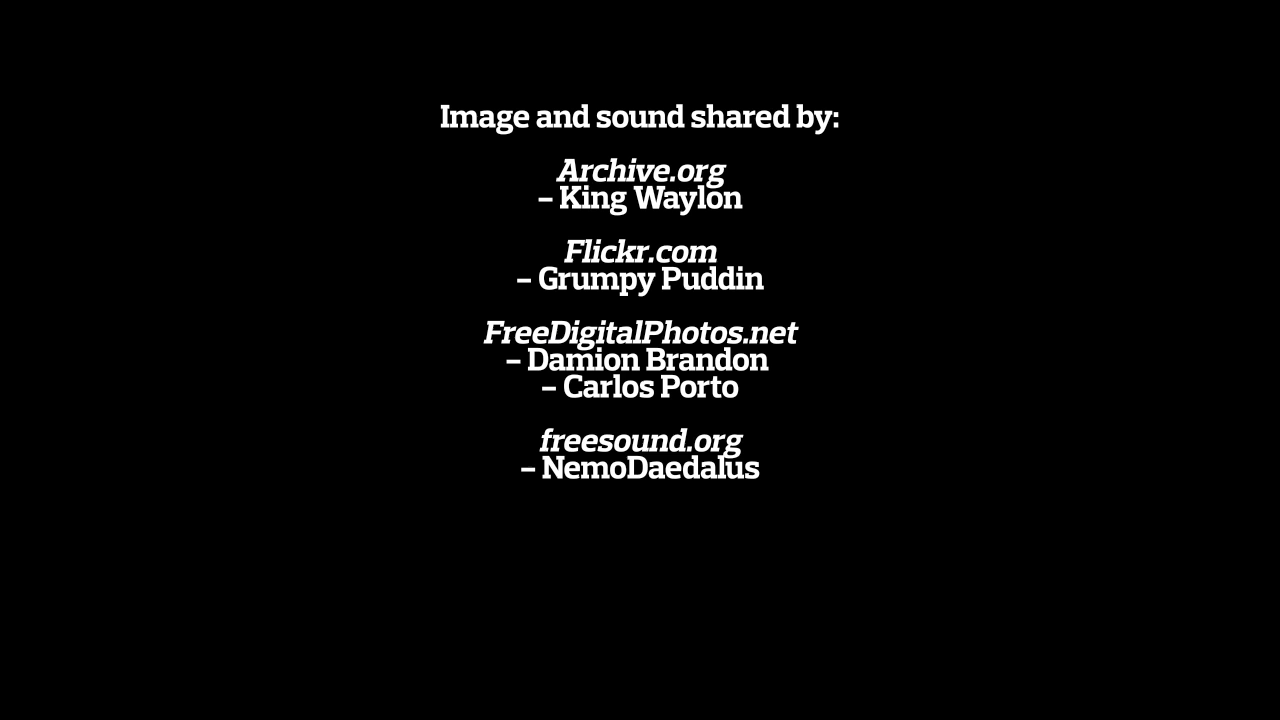 Image and sound shared by:
Archive.org
– King Waylon
Flickr.com
– Grumpy Puddin
FreeDigitalPhotos.net
– Damion Brandon
– Carlos Porto
freesound.org
– NemoDaedalus